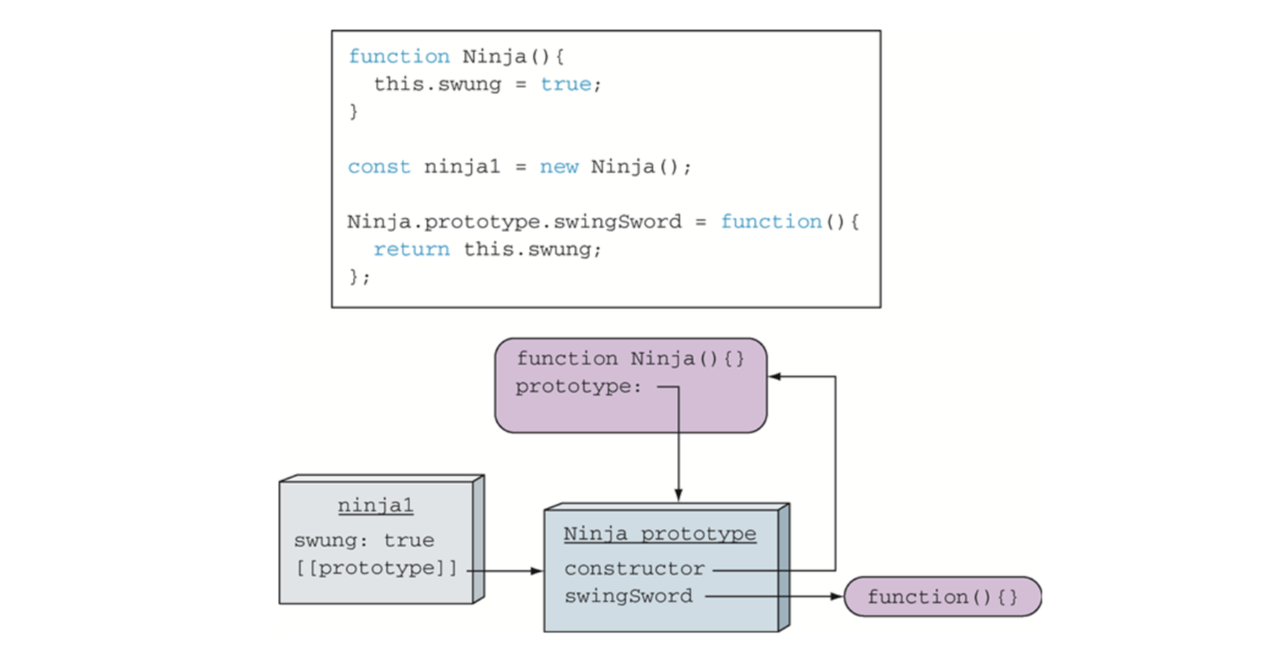 function Ninja(){
  this.swung = true;
}
const ninja1 = new Ninja();
Ninja.prototype.swingSword = function(){
  return this.swung;
};
function Ninja(){}
prototype:
ninja1
swung: true
[[prototype]]
Ninja prototype
constructor
swingSword
function(){}